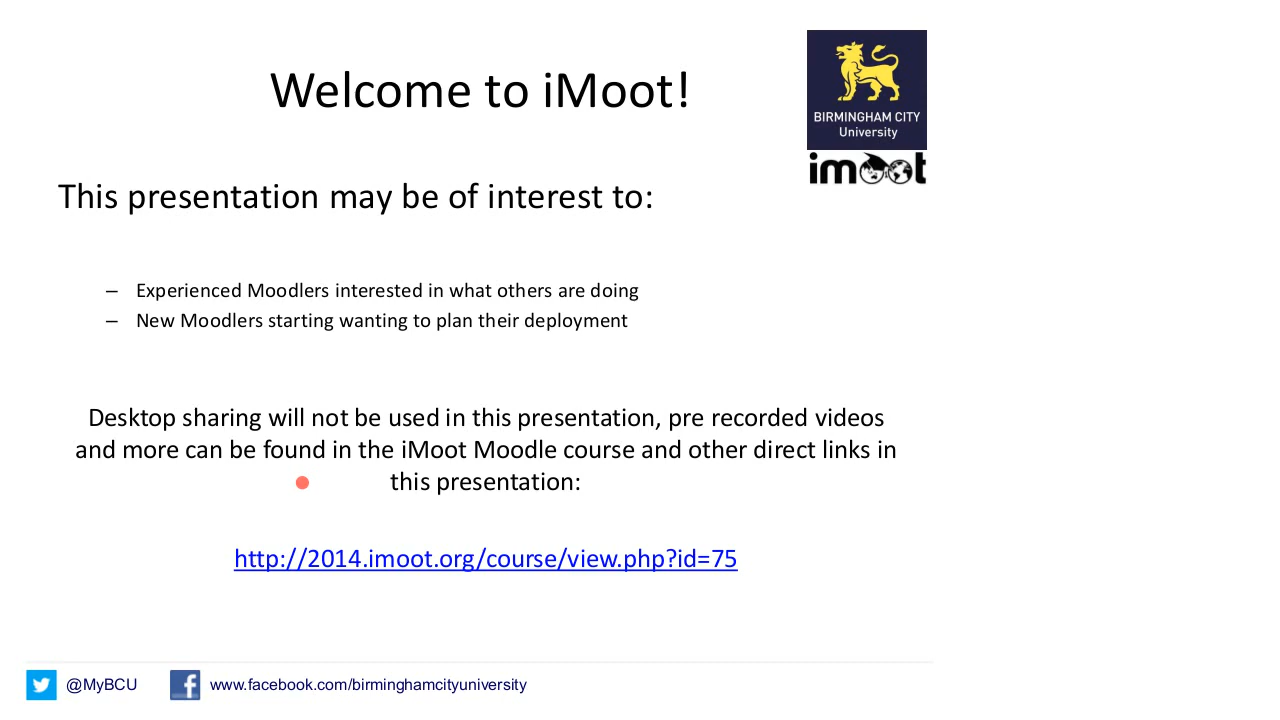 Welcome to iMoot!
BIRMINGHAM CITY
University
imoot
This presentation may be of interest to:
– Experienced Moodlers interested in what others are doing
– New Moodlers starting wanting to plan their deployment
Desktop sharing will not be used in this presentation, pre recorded videos
and more can be found in the iMoot Moodle course and other direct links in
this presentation:
http://2014.imoot.org/course/view.php?id=75
@MyBCU www.facebook.com/birminghamcityuniversity